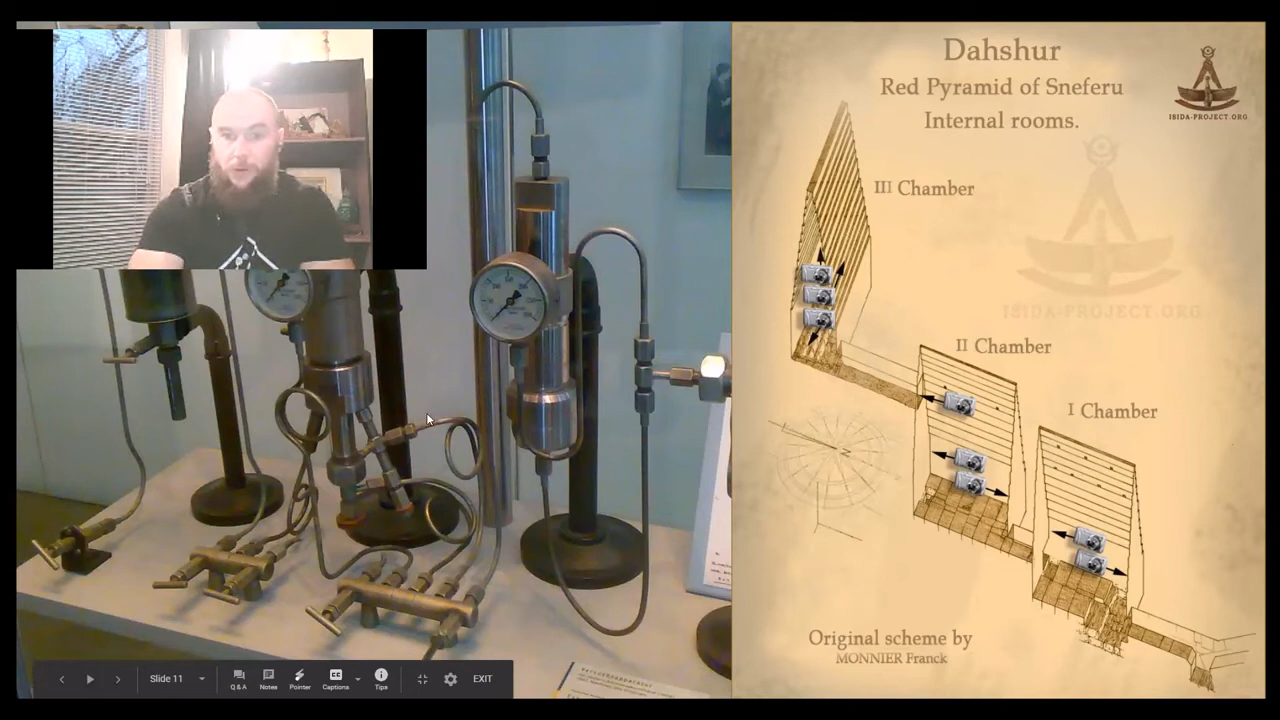 Dahshur
Red Pyramid of Sneferu
Internal rooms.
ISIDA-PROJECT.ORG
III Chamber
ISIDA-PROJECT.ORG
II Chamber
I Chamber
Original scheme by
MONNIER Franck
Slide 11
Q & A
Notes
Pointer
CC
Captions
Tips
EXIT